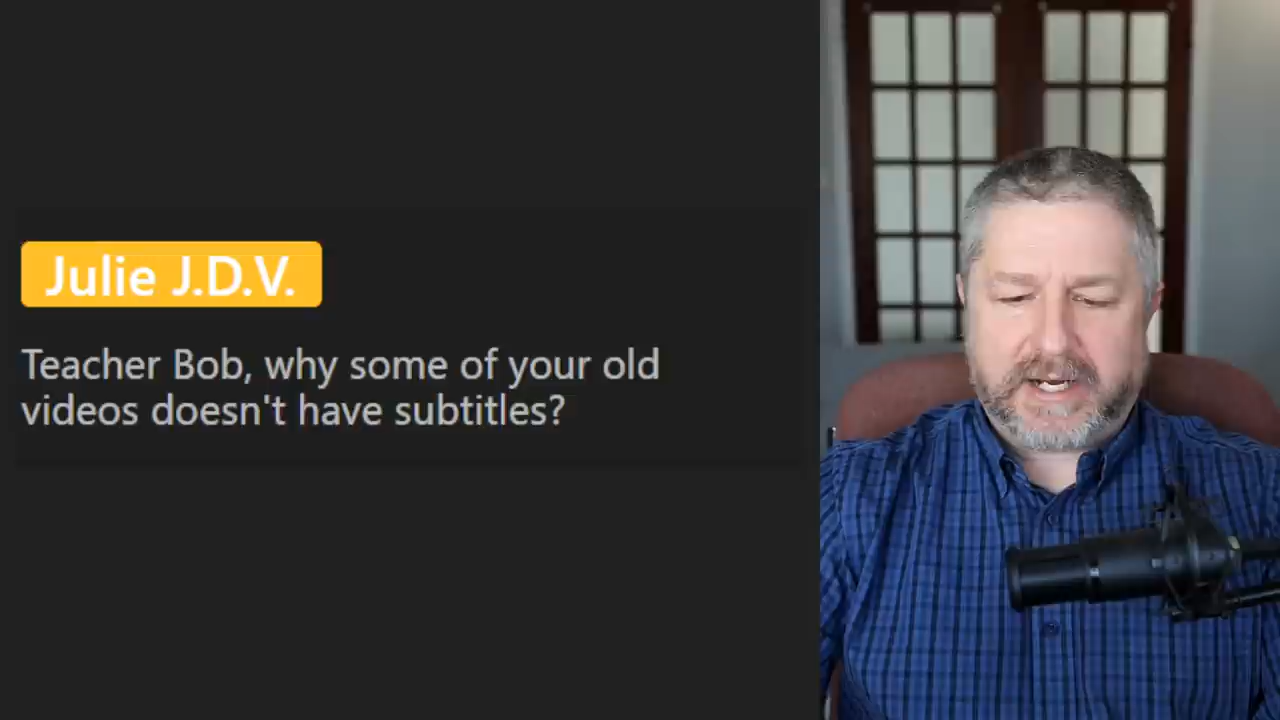 Julie J.D.V.
Teacher Bob, why some of your old
videos doesn't have subtitles?